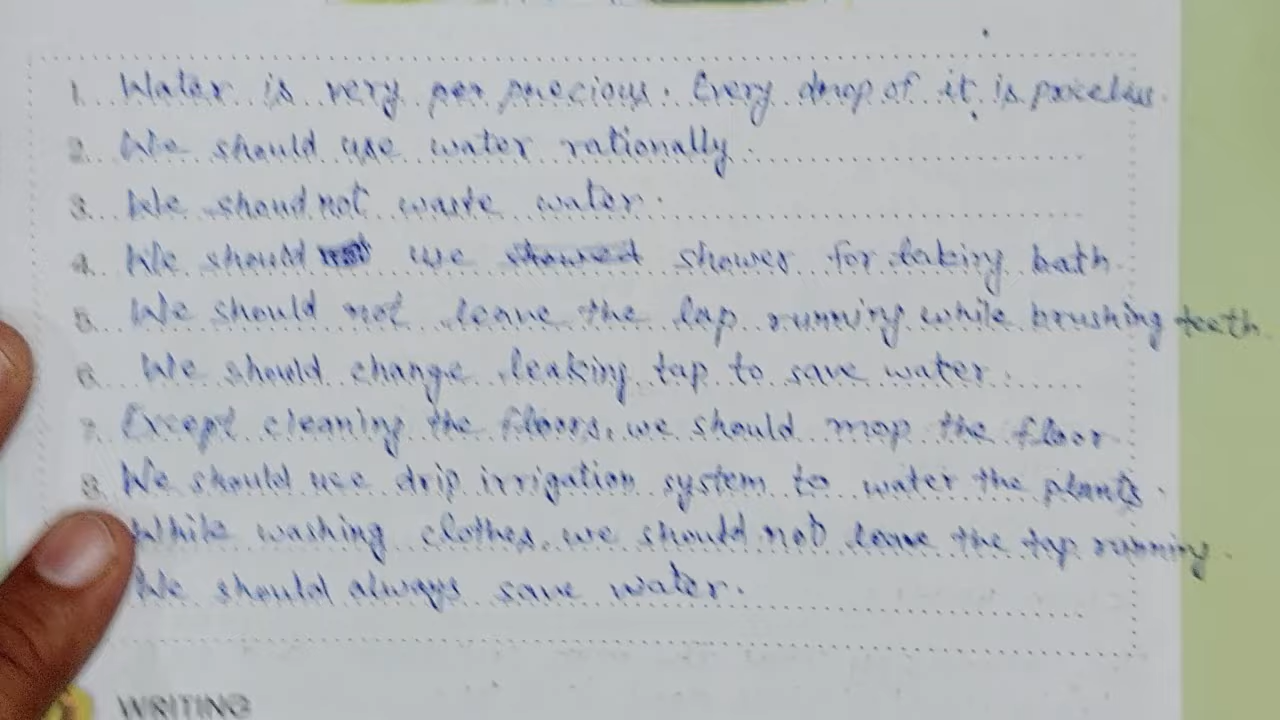 1. Water is very per precious. Every drop of it is priceless.
2. We should use water rationally.
3. We shoud not waste water.
4. We should not use showed shower for taking bath.
5. We should not leave the tap running while brushing teeth.
6. We should change leaking tap to save water.
7. Except cleaning the floors, we should mop the floor.
8. We should use drip irrigation system to water the plants.
While washing clothes, we should not leave the tap running.
We should always save water.
WRITING